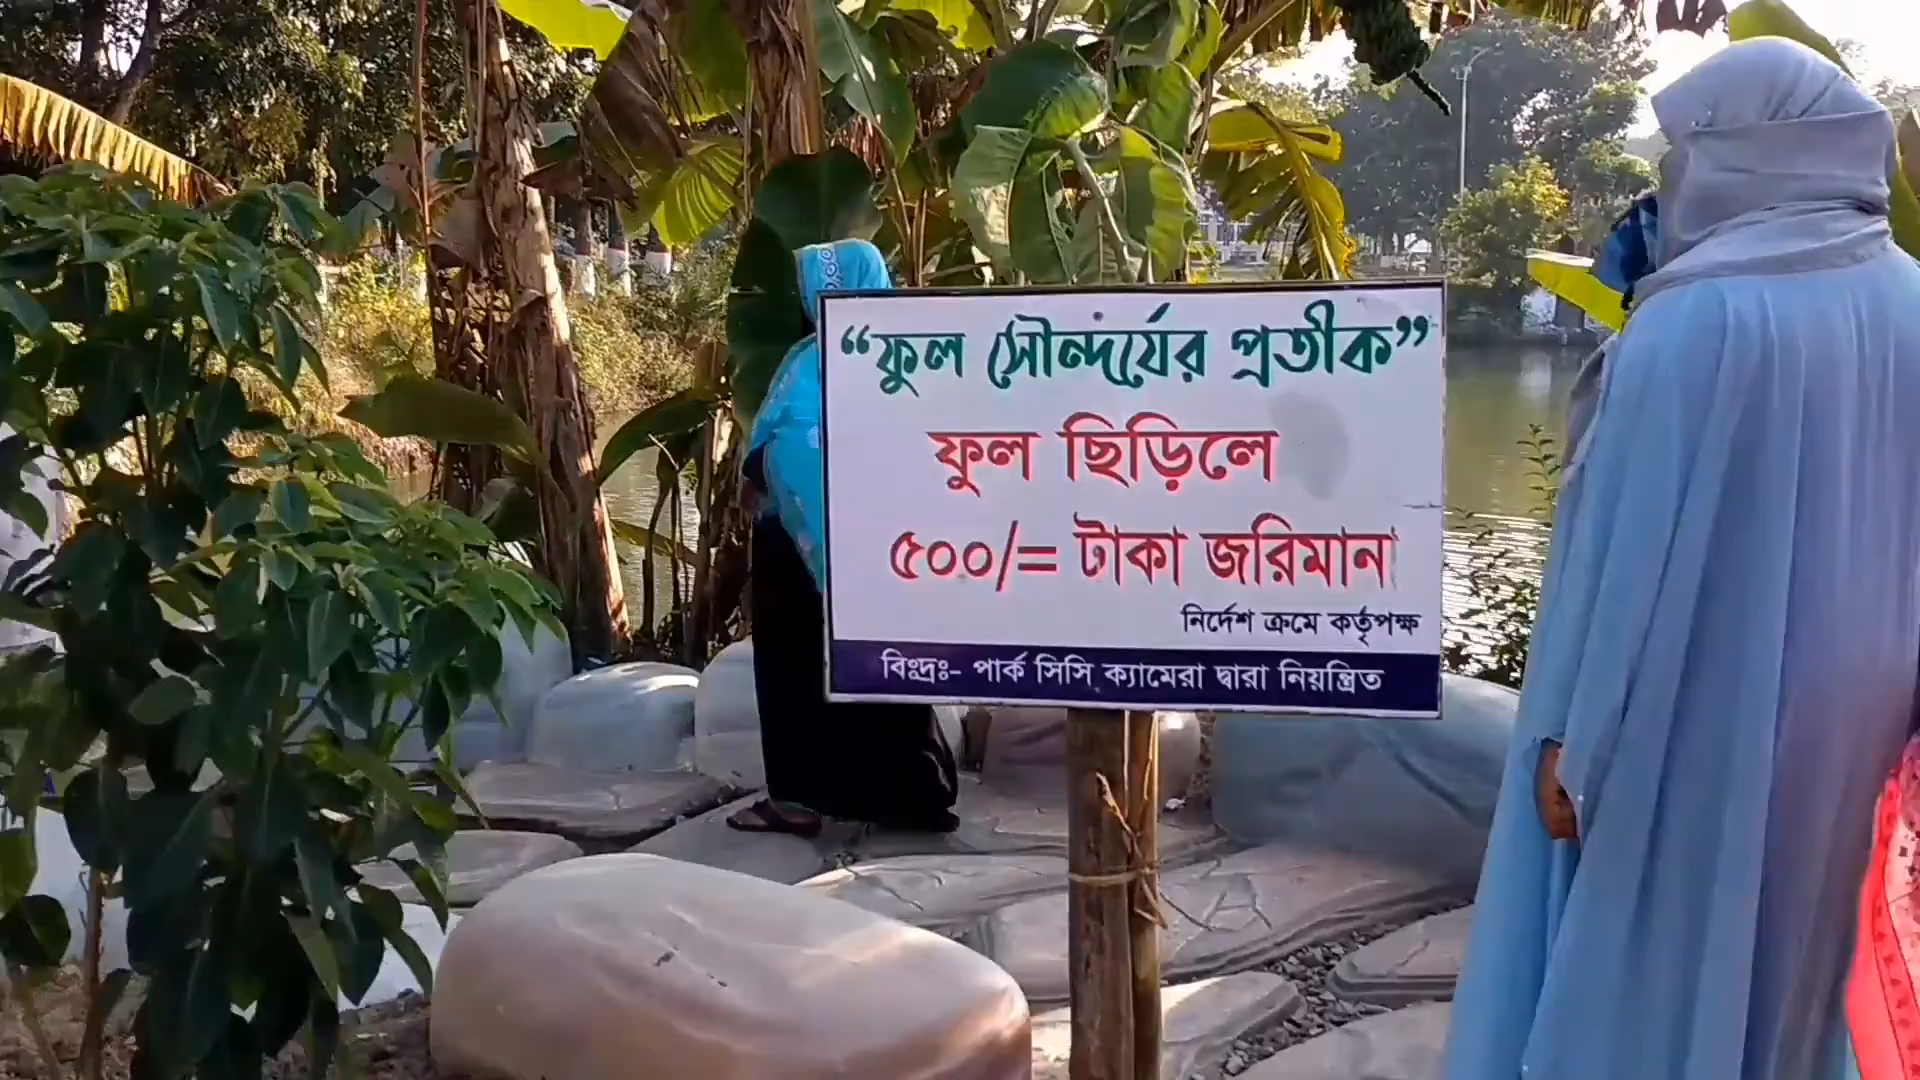 “ফুল সৌন্দর্যের প্রতীক”
ফুল ছিড়িলে
৫০০/= টাকা জরিমানা
নির্দেশ ক্রমে কর্তৃপক্ষ
বিঃদ্রঃ- পার্ক সিসি ক্যামেরা দ্বারা নিয়ন্ত্রিত